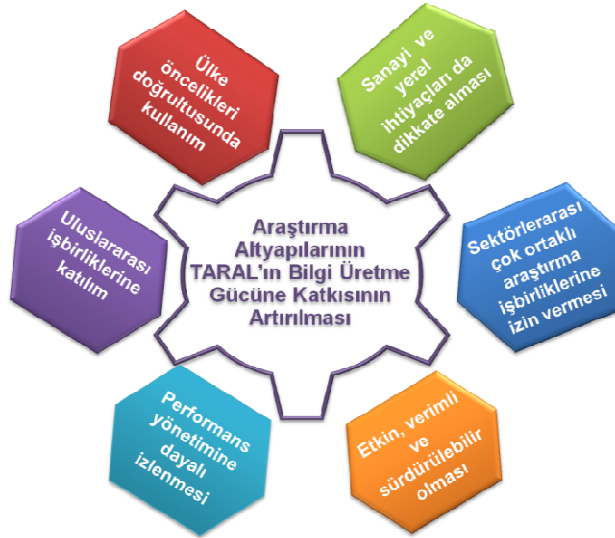 Ülke
öncelikleri
doğrultusunda
kullanım
Sanayi ve
yerel
ihtiyaçları da
dikkate alması
Uluslararası
işbirliklerine
katılım
Araştırma
Altyapılarının
TARAL’ın Bilgi Üretme
Gücüne Katkısının
Artırılması
Sektörlerarası
çok ortaklı
araştırma
işbirliklerine
izin vermesi
Performans
yönetimine
dayalı
izlenmesi
Etkin, verimli
ve
sürdürülebilir
olması